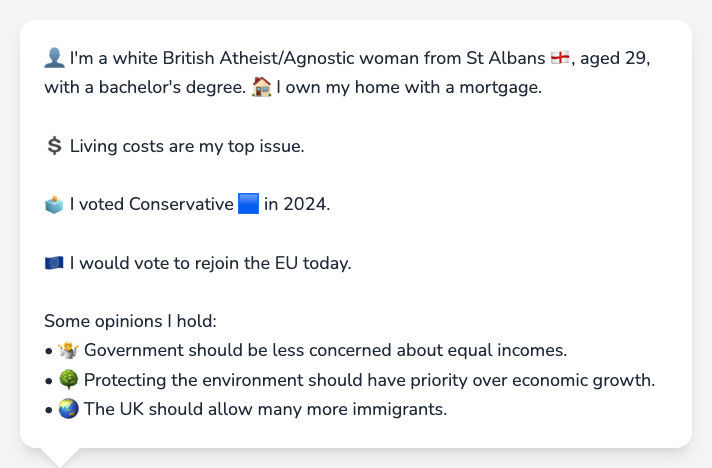 👤 I'm a white British Atheist/Agnostic woman from St Albans 🏴󠁧󠁢󠁥󠁮󠁧󠁿, aged 29,
with a bachelor's degree. 🏠 I own my home with a mortgage.
💲 Living costs are my top issue.
🗳️ I voted Conservative 🟦 in 2024.
🇪🇺 I would vote to rejoin the EU today.
Some opinions I hold:
• 🤷 Government should be less concerned about equal incomes.
• 🌳 Protecting the environment should have priority over economic growth.
• 🌏 The UK should allow many more immigrants.